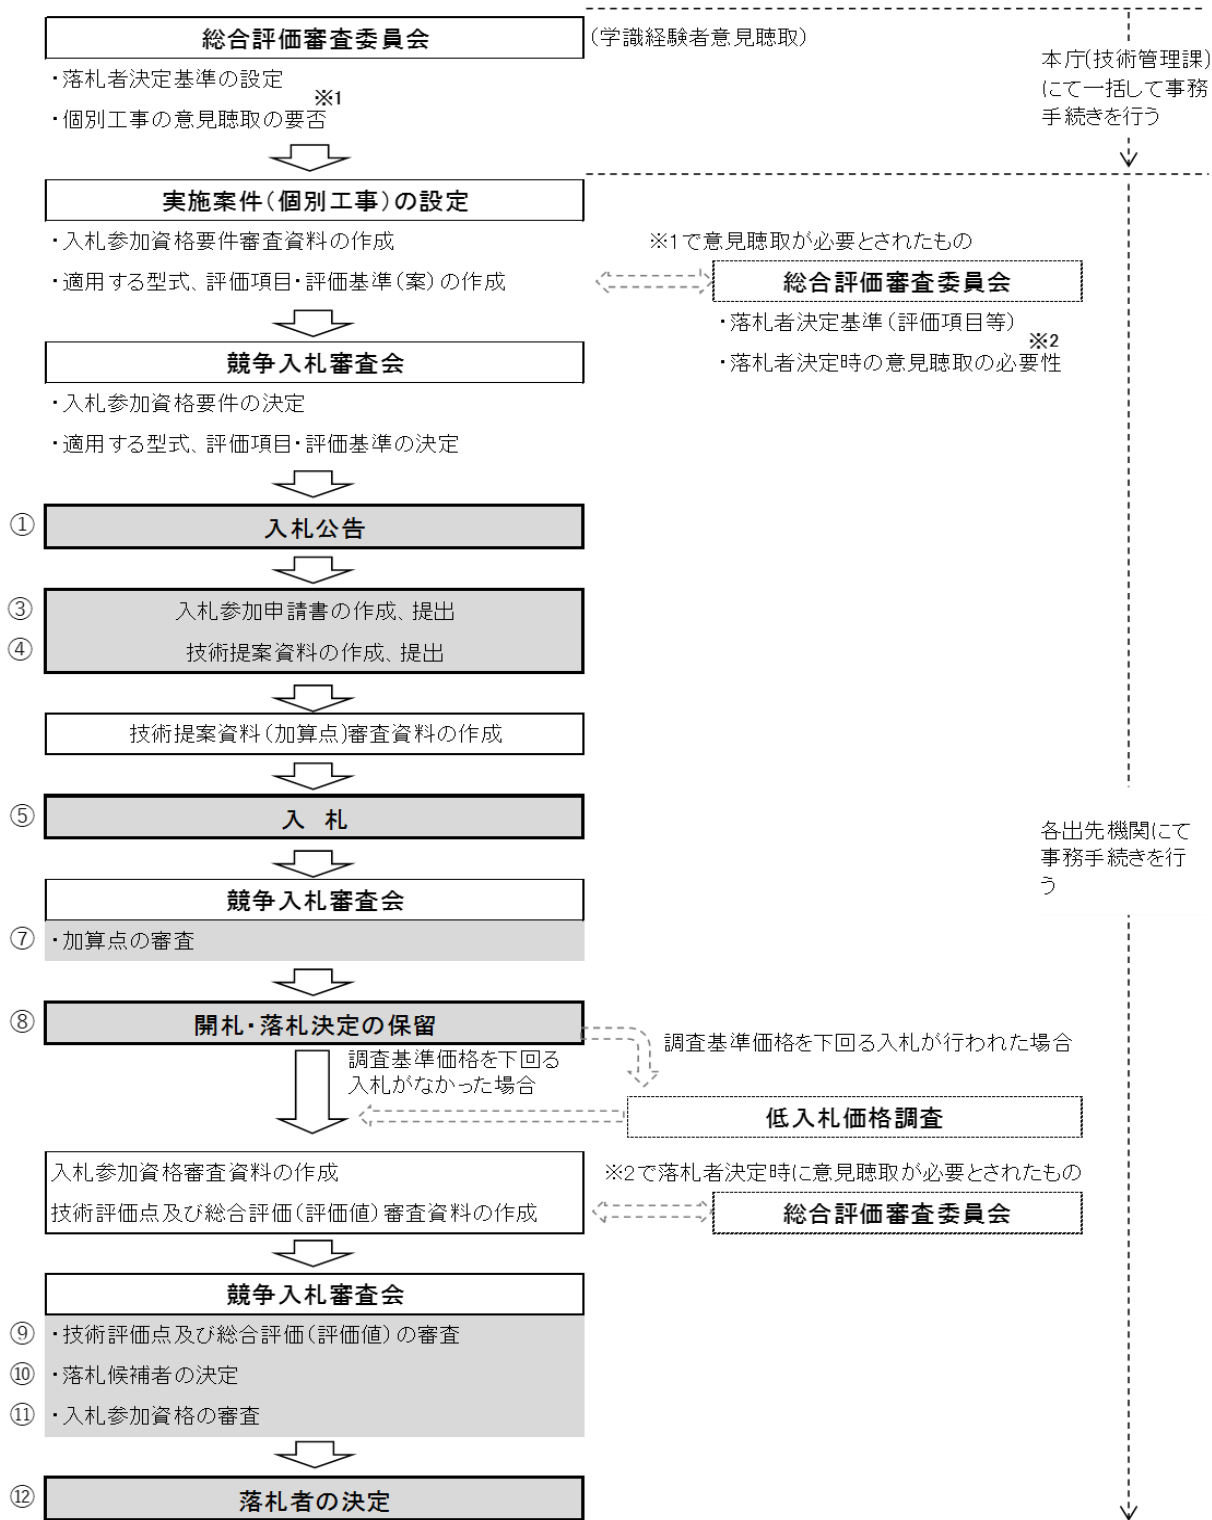 総合評価審査委員会
(学識経験者意見聴取)
・落札者決定基準の設定
・個別工事の意見聴取の要否※1
本庁(技術管理課)
にて一括して事務
手続きを行う
実施案件(個別工事)の設定
・入札参加資格要件審査資料の作成
・適用する型式、評価項目・評価基準(案)の作成
※1で意見聴取が必要とされたもの
総合評価審査委員会
・落札者決定基準(評価項目等)
・落札者決定時の意見聴取の必要性※2
競争入札審査会
・入札参加資格要件の決定
・適用する型式、評価項目・評価基準の決定
① 入札公告
③ 入札参加申請書の作成、提出
④ 技術提案資料の作成、提出
技術提案資料(加算点)審査資料の作成
⑤ 入 札
各出先機関にて
事務手続きを行
う
競争入札審査会
⑦ ・加算点の審査
⑧ 開札・落札決定の保留
調査基準価格を下回る
入札がなかった場合
調査基準価格を下回る入札が行われた場合
低入札価格調査
入札参加資格審査資料の作成
技術評価点及び総合評価(評価値)審査資料の作成
※2で落札者決定時に意見聴取が必要とされたもの
総合評価審査委員会
競争入札審査会
⑨ ・技術評価点及び総合評価(評価値)の審査
⑩ ・落札候補者の決定
⑪ ・入札参加資格の審査
⑫ 落札者の決定